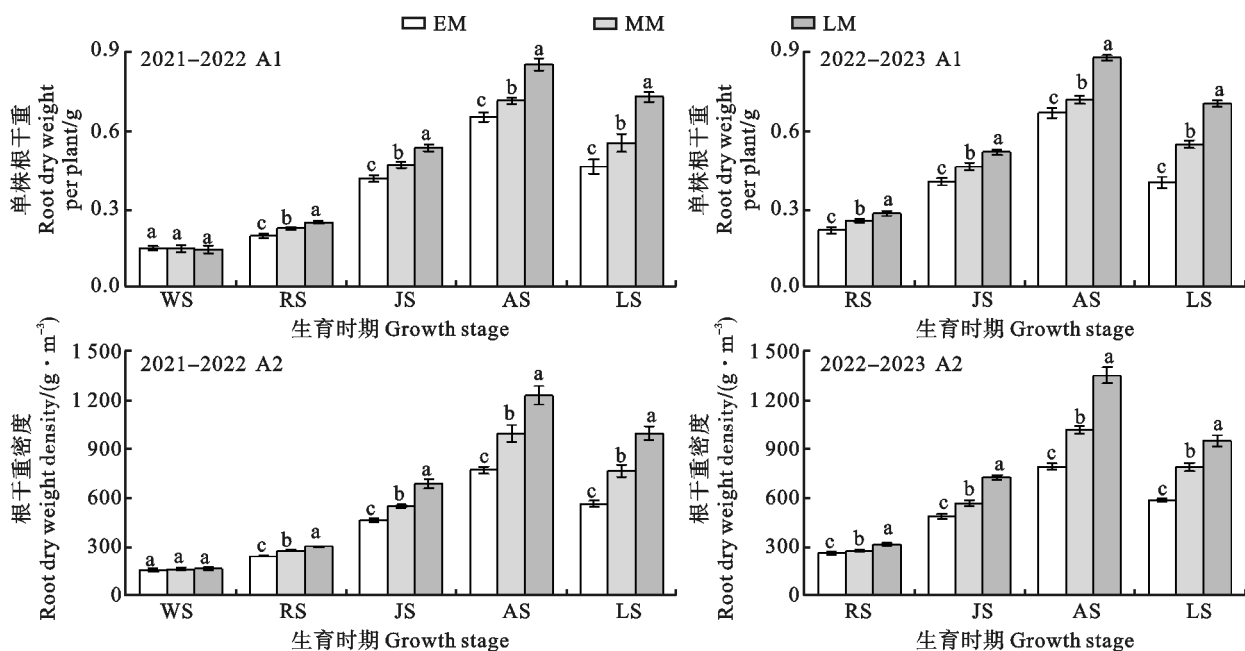 EM MM LM
2021-2022 A1
单株根干重
Root dry weight
per plant/g
0.9
0.6
0.3
0.0
a a a
c b a
c b a
c b a
c b a
WS RS JS AS LS
生育时期 Growth stage
2022-2023 A1
单株根干重
Root dry weight
per plant/g
0.9
0.6
0.3
0.0
c b a
c b a
c b a
c b a
RS JS AS LS
生育时期 Growth stage
2021-2022 A2
根干重密度
Root dry weight density/(g·m⁻³)
1 500
1 200
900
600
300
0
a a a
c b a
c b a
c b a
c b a
WS RS JS AS LS
生育时期 Growth stage
2022-2023 A2
根干重密度
Root dry weight density/(g·m⁻³)
1 500
1 200
900
600
300
0
c b a
c b a
c b a
c b a
RS JS AS LS
生育时期 Growth stage